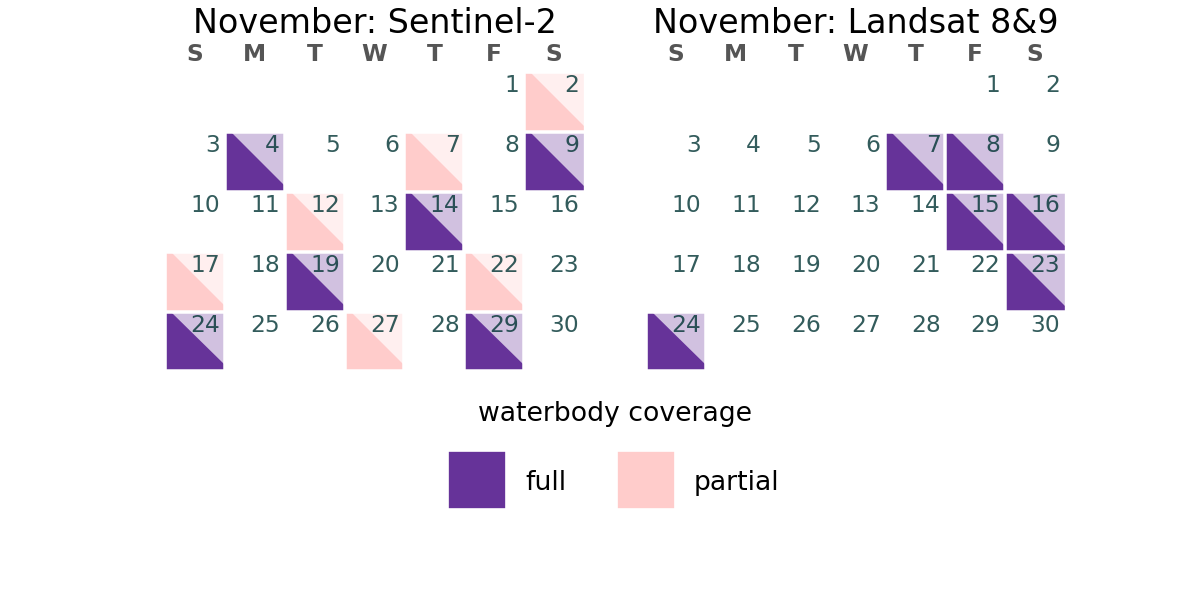 November: Sentinel-2
S M T W T F S
1 2
3 4 5 6 7 8 9
10 11 12 13 14 15 16
17 18 19 20 21 22 23
24 25 26 27 28 29 30
November: Landsat 8&9
S M T W T F S
1 2
3 4 5 6 7 8 9
10 11 12 13 14 15 16
17 18 19 20 21 22 23
24 25 26 27 28 29 30
waterbody coverage
full partial